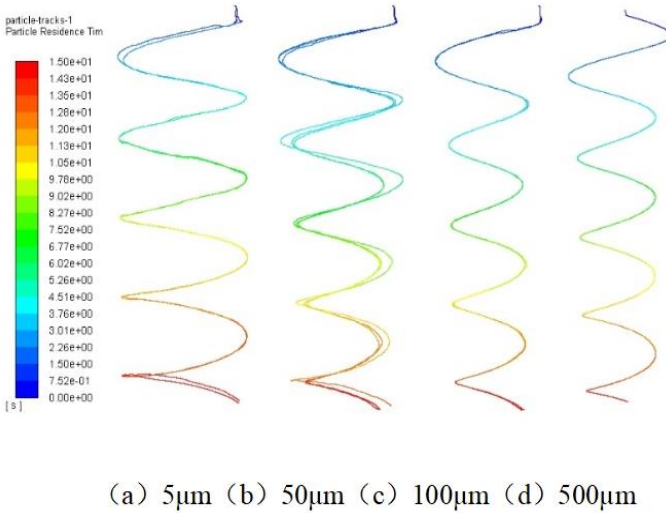 particle-tracks-1
Particle Residence Tim
1.50e+01
1.43e+01
1.35e+01
1.28e+01
1.20e+01
1.13e+01
1.05e+01
9.78e+00
9.02e+00
8.27e+00
7.52e+00
6.77e+00
6.02e+00
5.26e+00
4.51e+00
3.76e+00
3.01e+00
2.26e+00
1.50e+00
7.52e-01
0.00e+00
[ s ]
（a）5μm（b）50μm（c）100μm（d）500μm